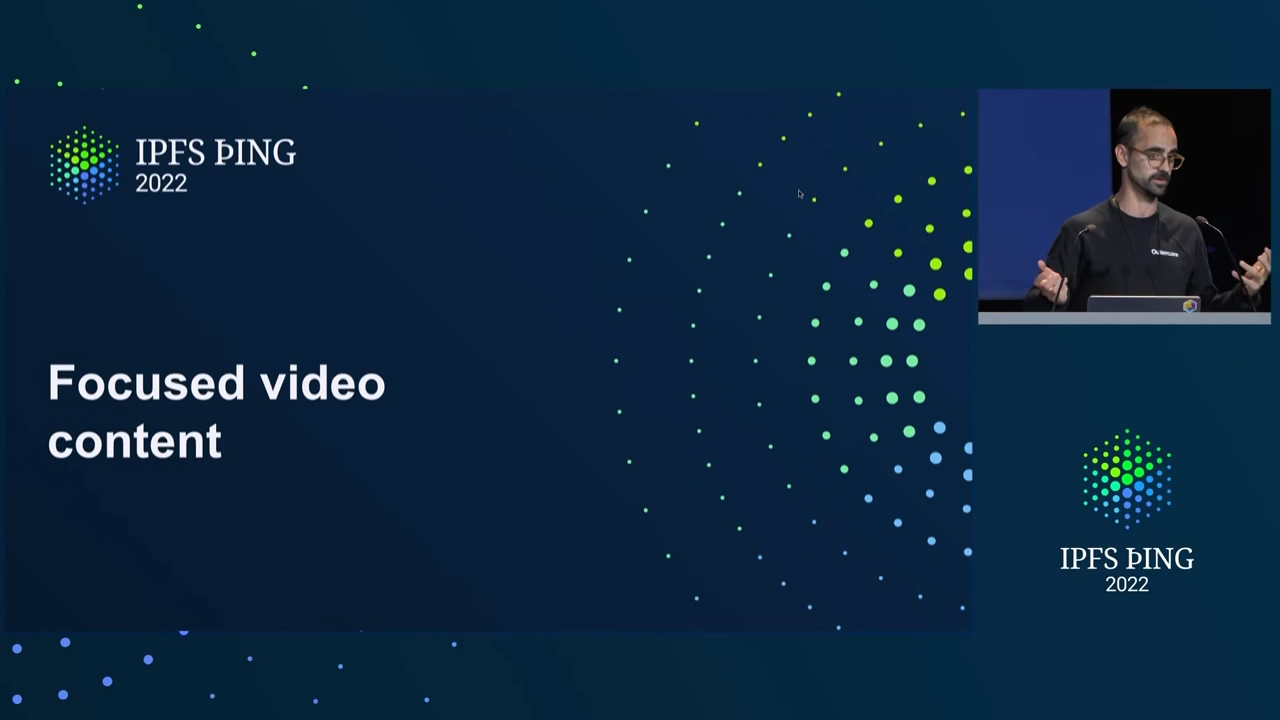 IPFS ÞING
2022
Focused video
content
IPFS ÞING
2022